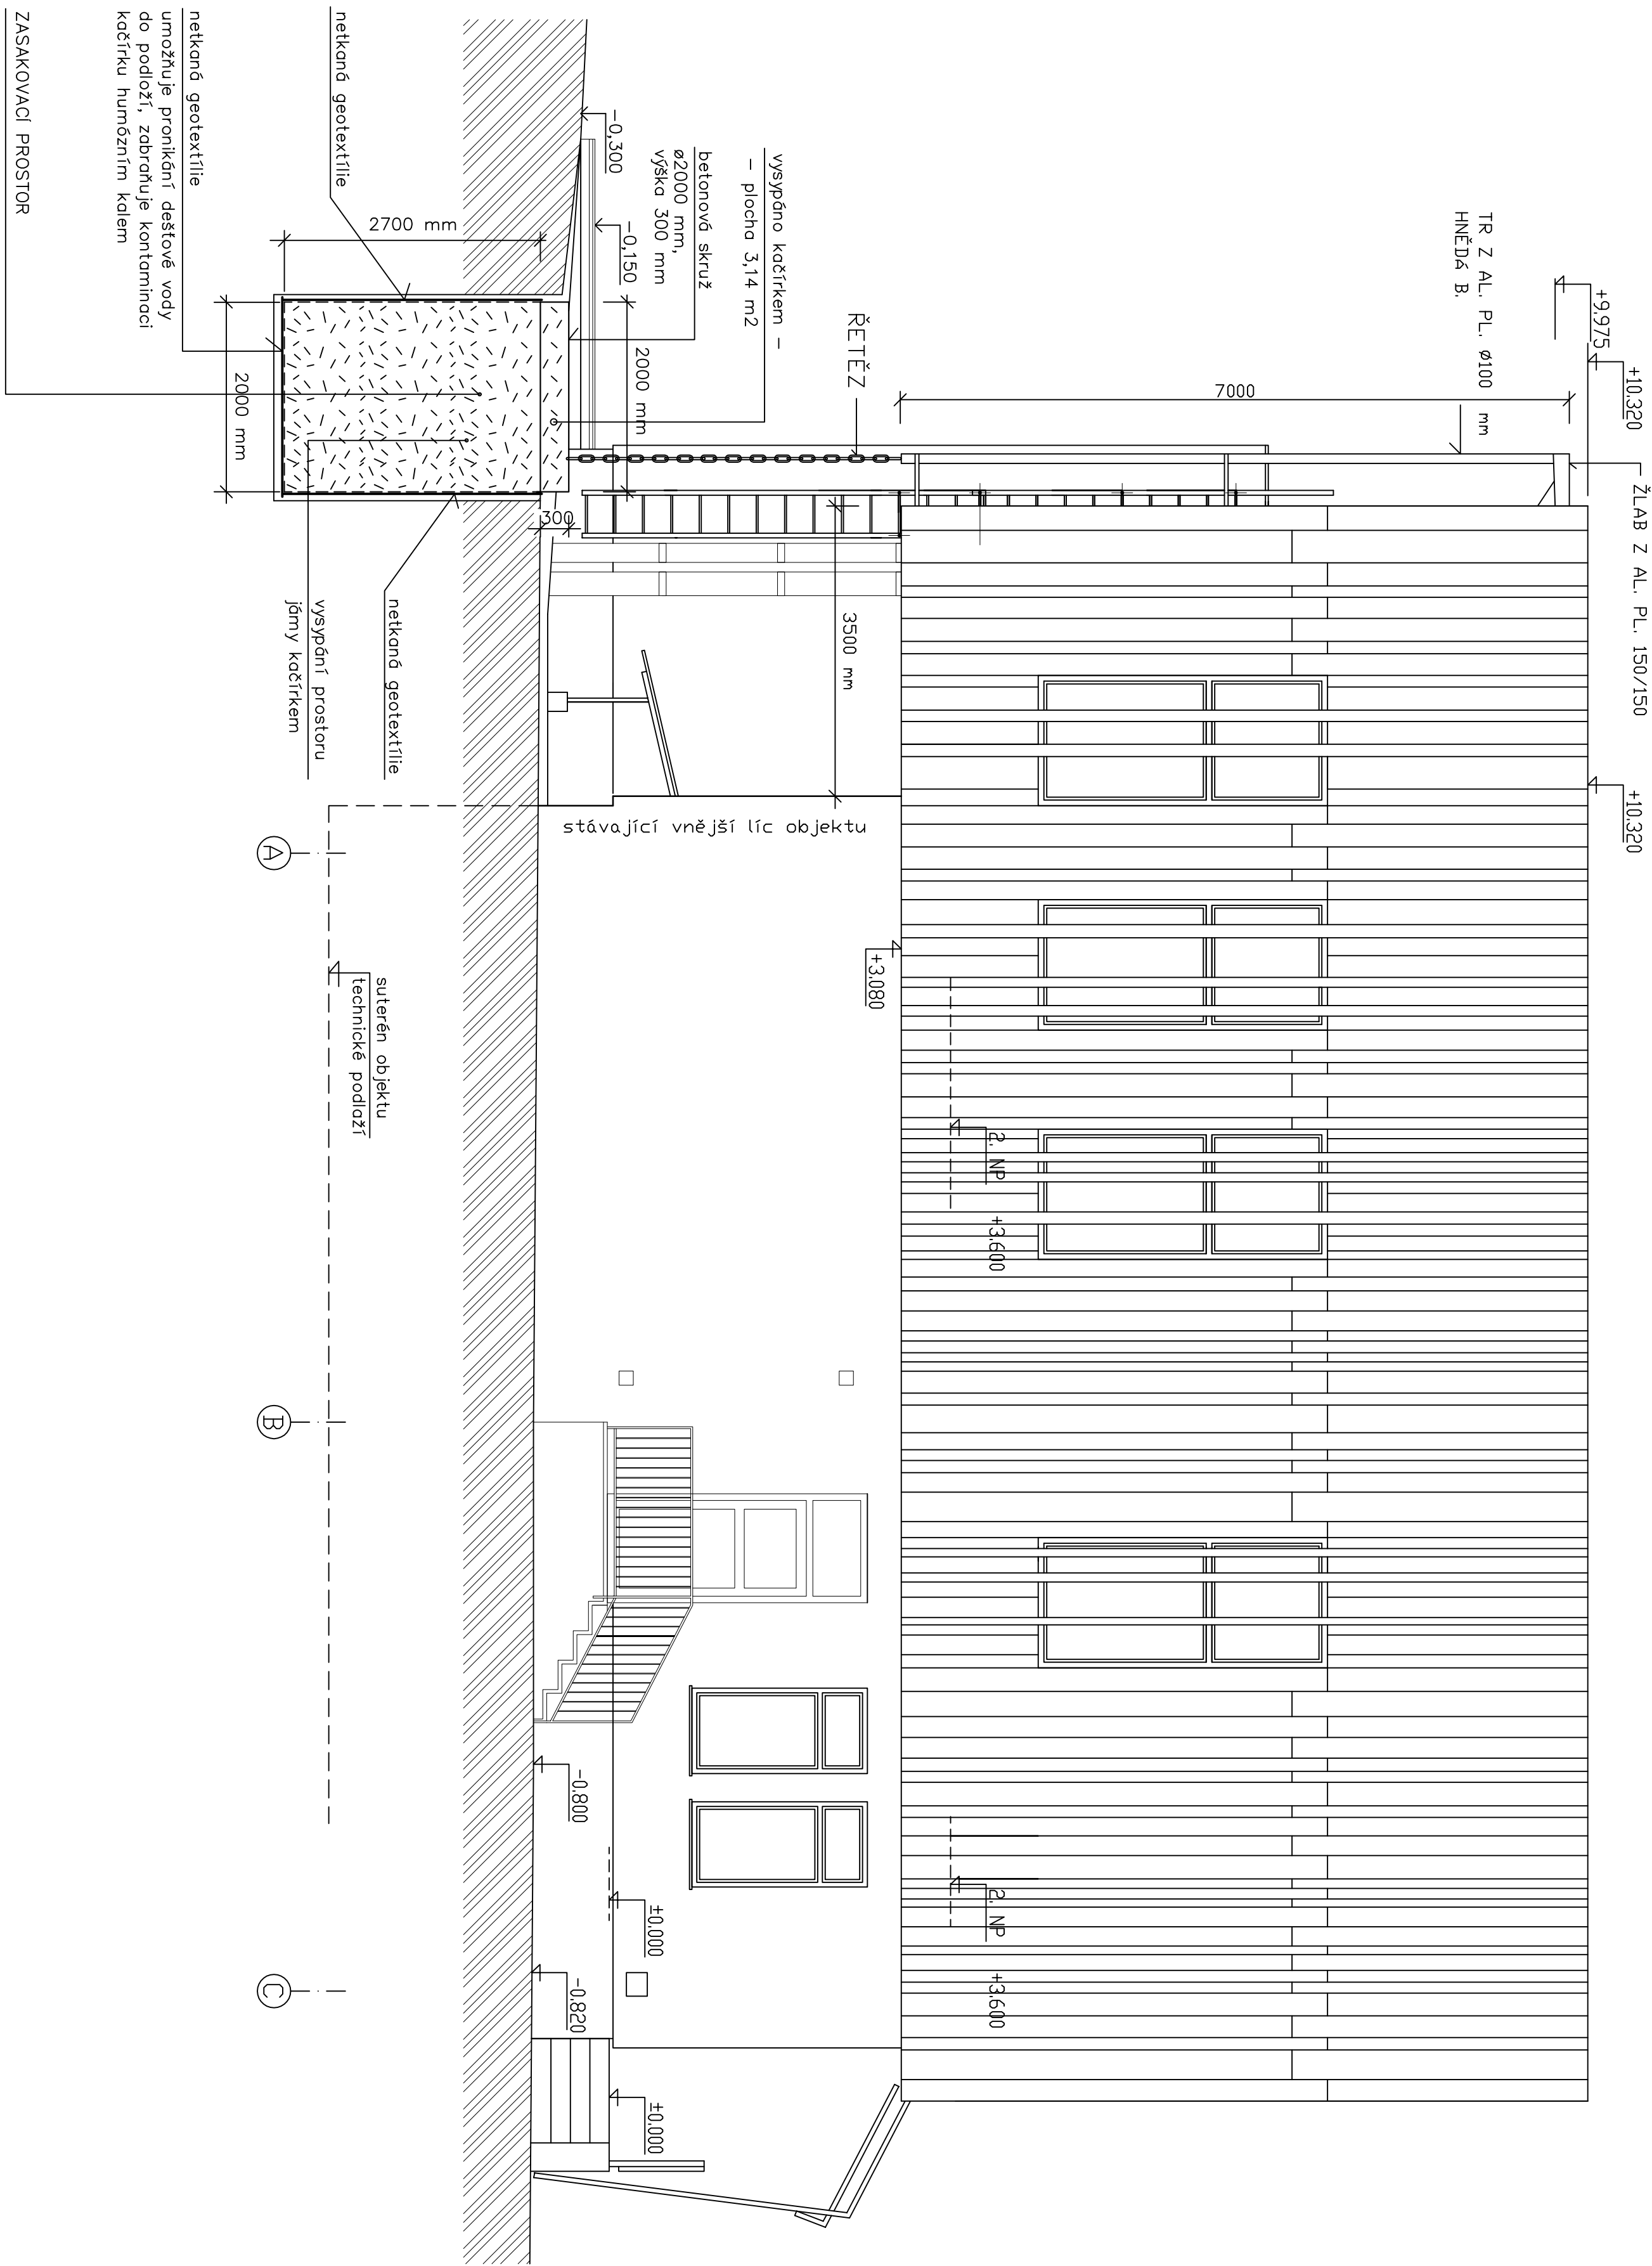 ŽLAB Z AL. PL. 150/150
+10.320
+10.320
+9.975
TR Z AL. PL. ø100 mm
HNĚDÁ B.
7000
ŘETĚZ
vysypáno kačírkem –
– plocha 3,14 m2
betonová skruž
ø2000 mm,
výška 300 mm
-0,300
-0,150
2000 mm
3500 mm
300
stávající vnější líc objektu
+3.080
2. NP
+3.600
2. NP
+3.600
-0.800
±0.000
-0.820
±0.000
netkaná geotextílie
2700 mm
netkaná geotextílie
umožňuje pronikání dešťové vody
do podloží, zabraňuje kontaminaci
kačírku humózním kalem
2000 mm
ZASAKOVACÍ PROSTOR
netkaná geotextílie
vysypání prostoru
jámy kačírkem
suterén objektu
technické podlaží
A
B
C